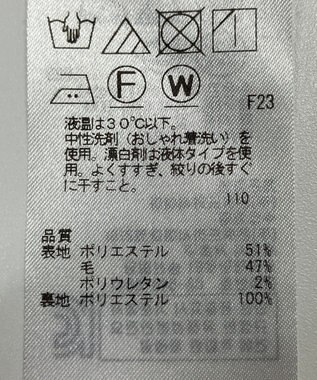 F W
F23
液温は30℃以下。
中性洗剤（おしゃれ着洗い）を
使用。漂白剤は液体タイプを使
用。よくすすぎ、絞りの後すぐ
に干すこと。
110
品質
表地 ポリエステル 51%
毛 47%
ポリウレタン 2%
裏地 ポリエステル 100%